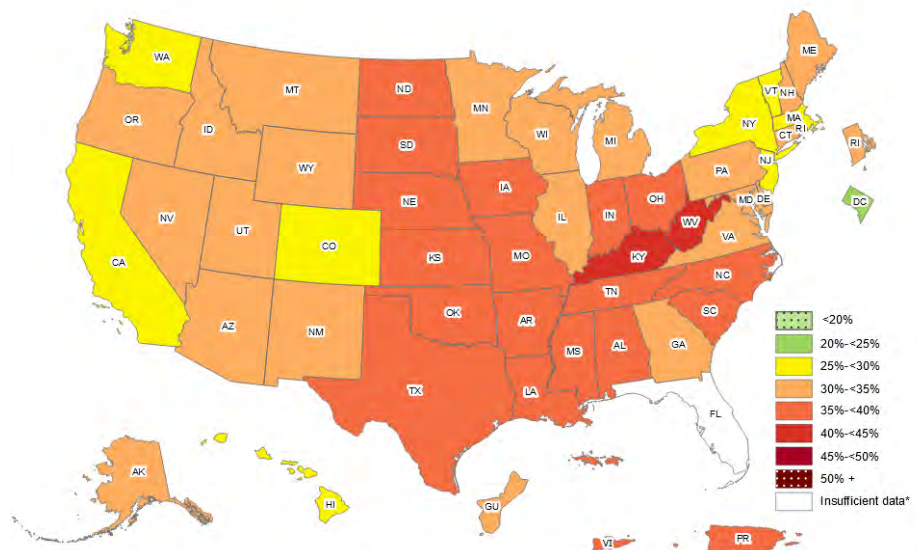 WA
ME
MT
ND
VT
NH
MN
OR
MA
ID
WI
NY
SD
CT
RI
MI
RI
WY
PA
NJ
IA
NE
OH
MD
DE
DC
NV
IL
IN
UT
WV
VA
CO
CA
KS
MO
KY
NC
TN
OK
SC
AZ
NM
AR
GA
MS
AL
TX
LA
FL
AK
HI
GU
VI
PR
<20%
20%-<25%
25%-<30%
30%-<35%
35%-<40%
40%-<45%
45%-<50%
50% +
Insufficient data*